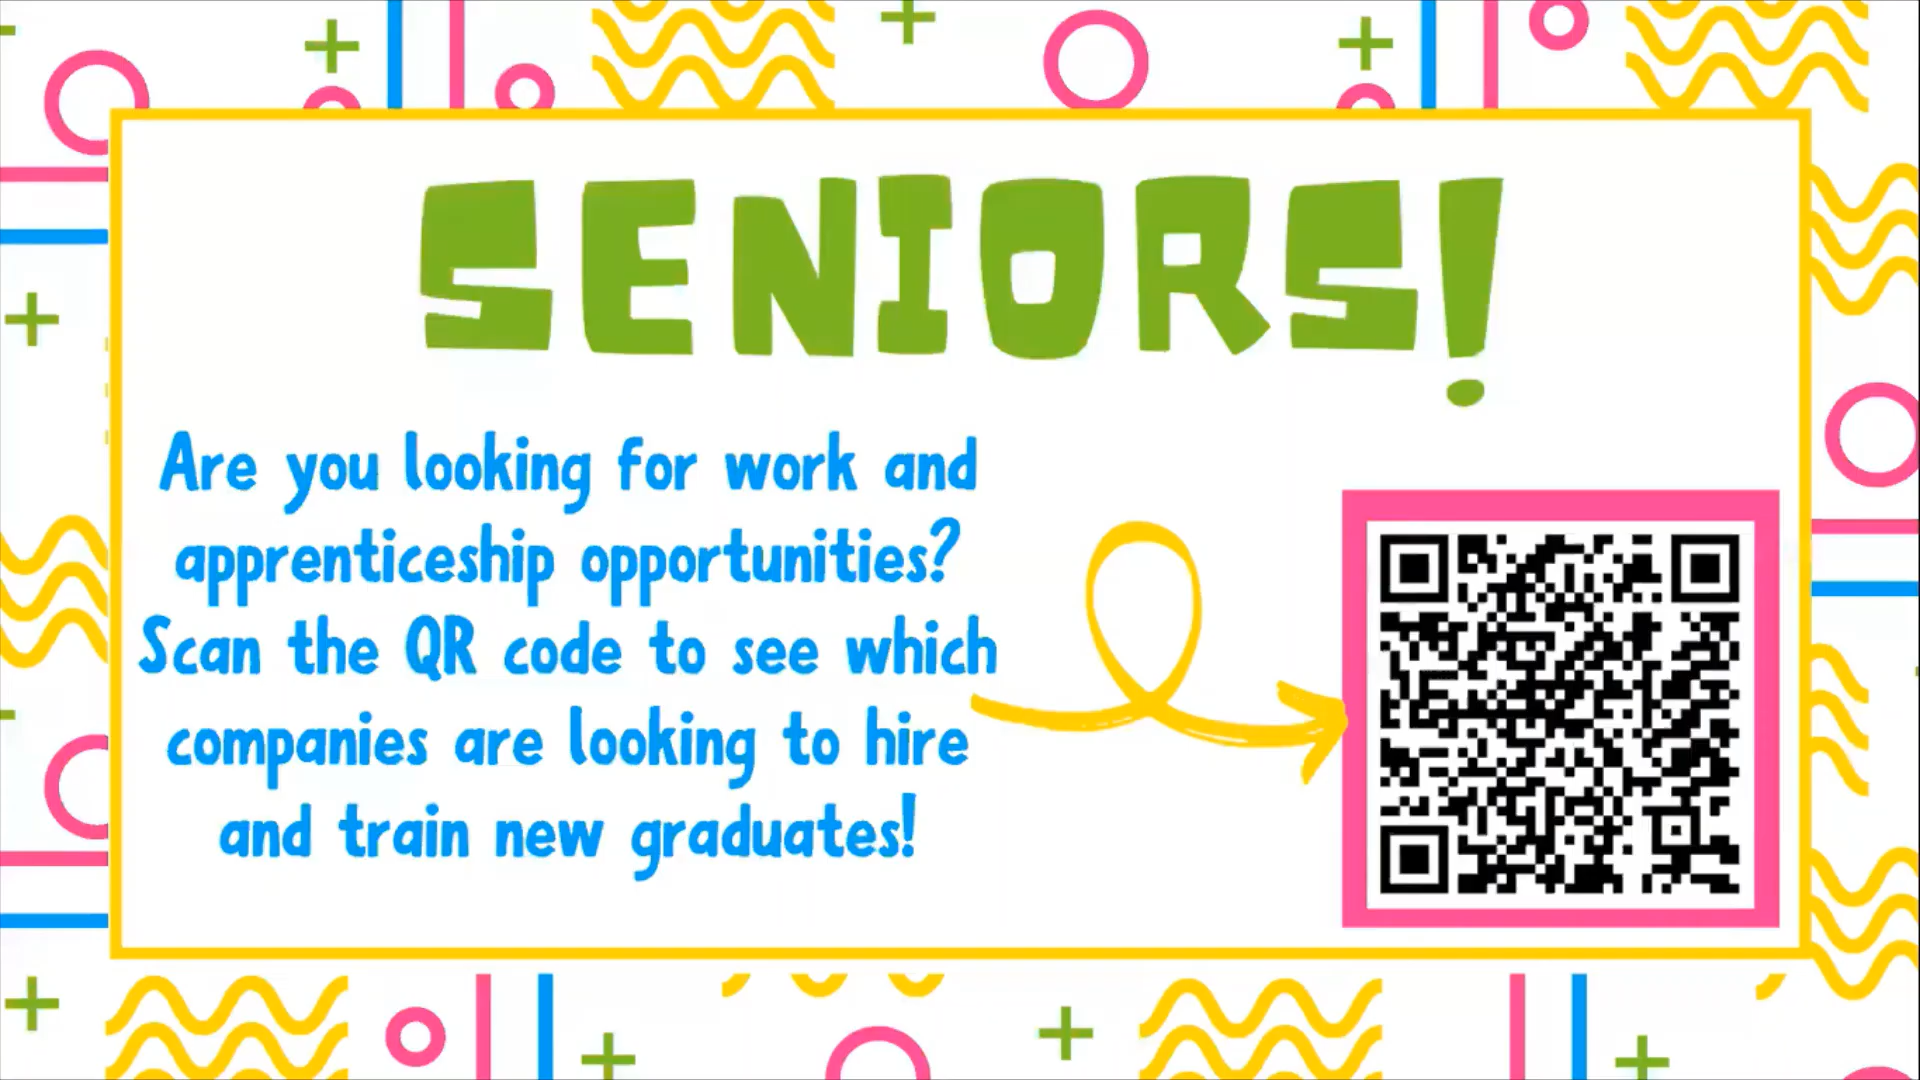 SENIORS!
Are you looking for work and
apprenticeship opportunities?
Scan the QR code to see which
companies are looking to hire
and train new graduates!